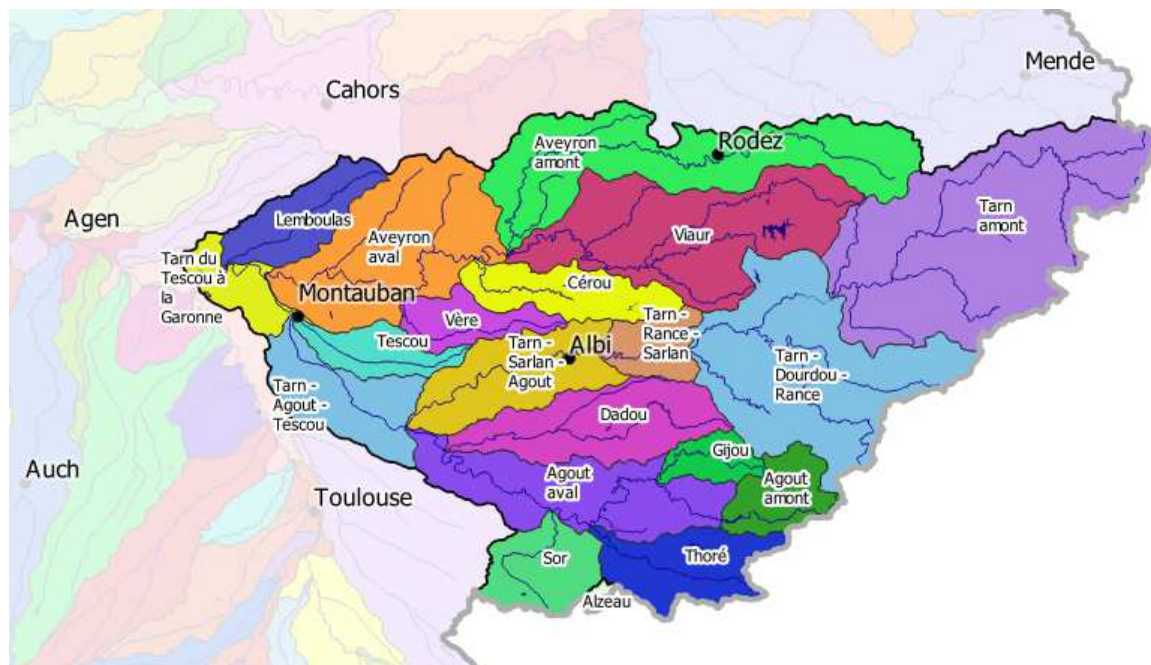 Mende
Cahors
Aveyron
amont
Rodez
Agen
Lemboulas
Aveyron
aval
Viaur
Tarn
amont
Tarn du
Tescou à
la
Garonne
Montauban
Cérou
Vère
Tescou
Tarn -
Sarlan -
Agout
Albi
Tarn -
Rance -
Sarlan
Tarn -
Dourdou -
Rance
Tarn -
Agout -
Tescou
Dadou
Gijou
Agout
aval
Agout
amont
Auch
Toulouse
Sor
Thoré
Alzeau